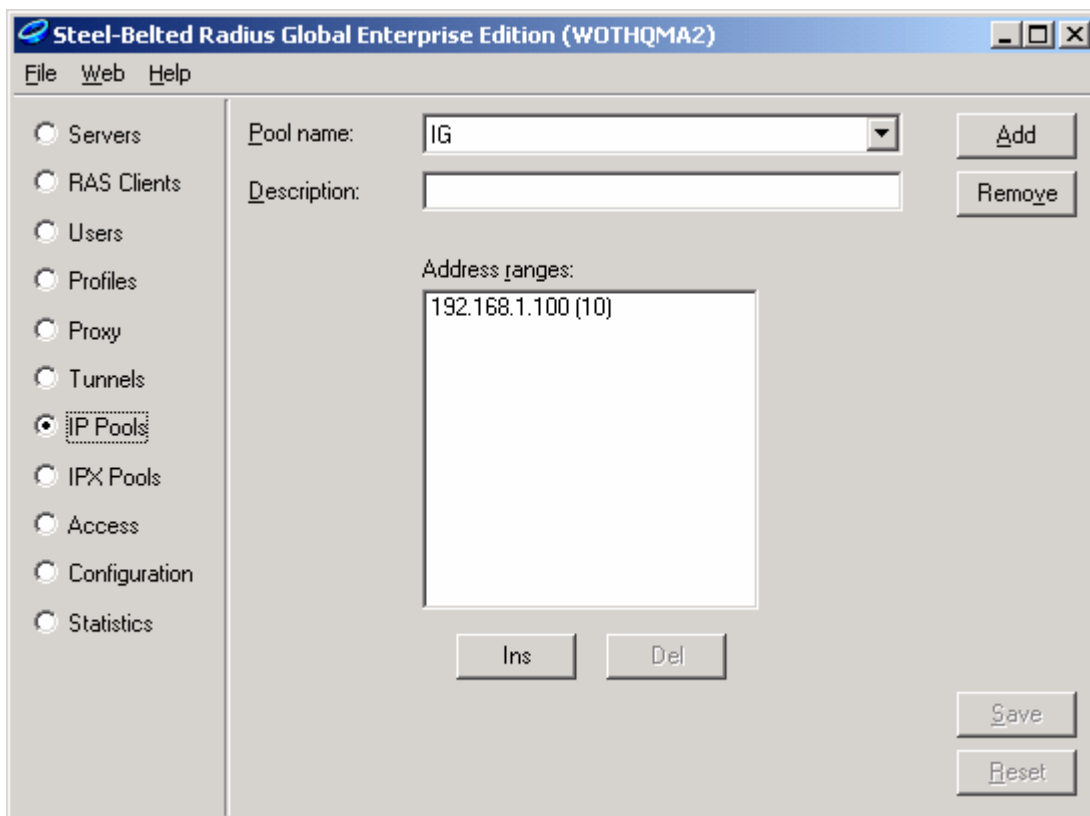 Steel-Belted Radius Global Enterprise Edition (WOTHQMA2)
File Web Help
Servers
RAS Clients
Users
Profiles
Proxy
Tunnels
IP Pools
IPX Pools
Access
Configuration
Statistics
Pool name: IG
Description:
Address ranges:
192.168.1.100 (10)
Ins Del
Add
Remove
Save
Reset